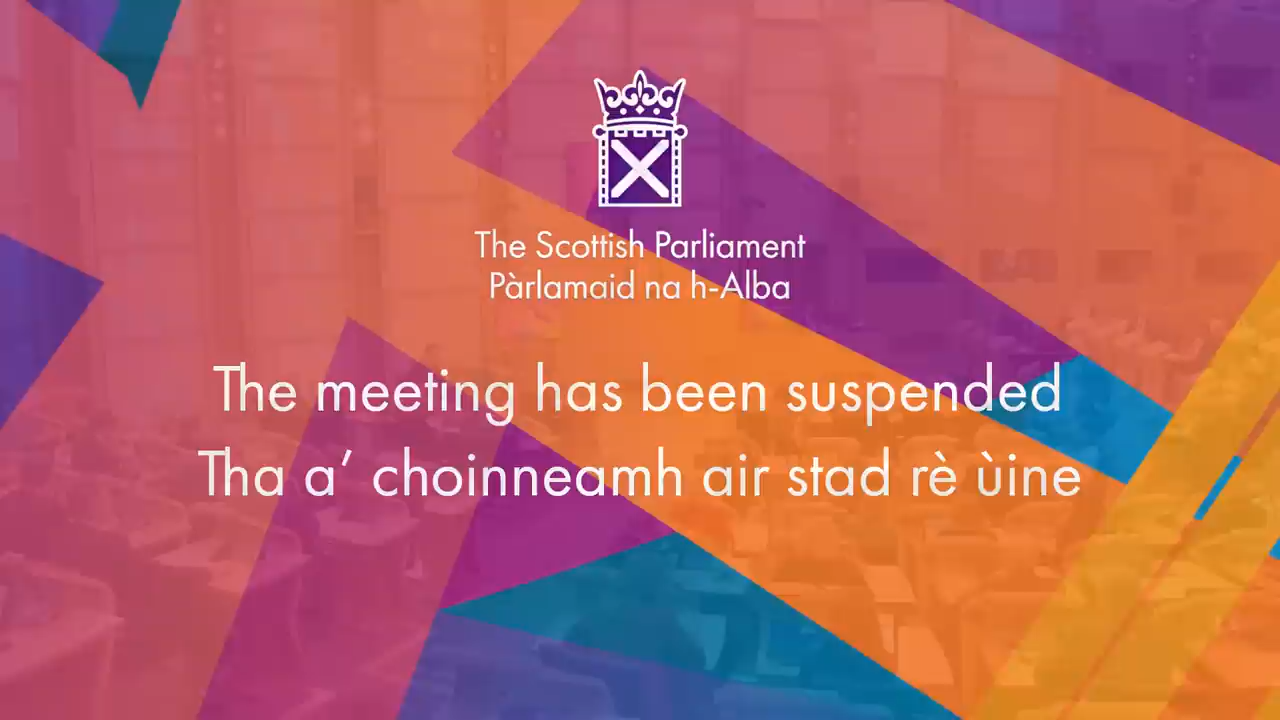 The Scottish Parliament
Pàrlamaid na h-Alba
The meeting has been suspended
Tha a’ choinneamh air stad rè ùine